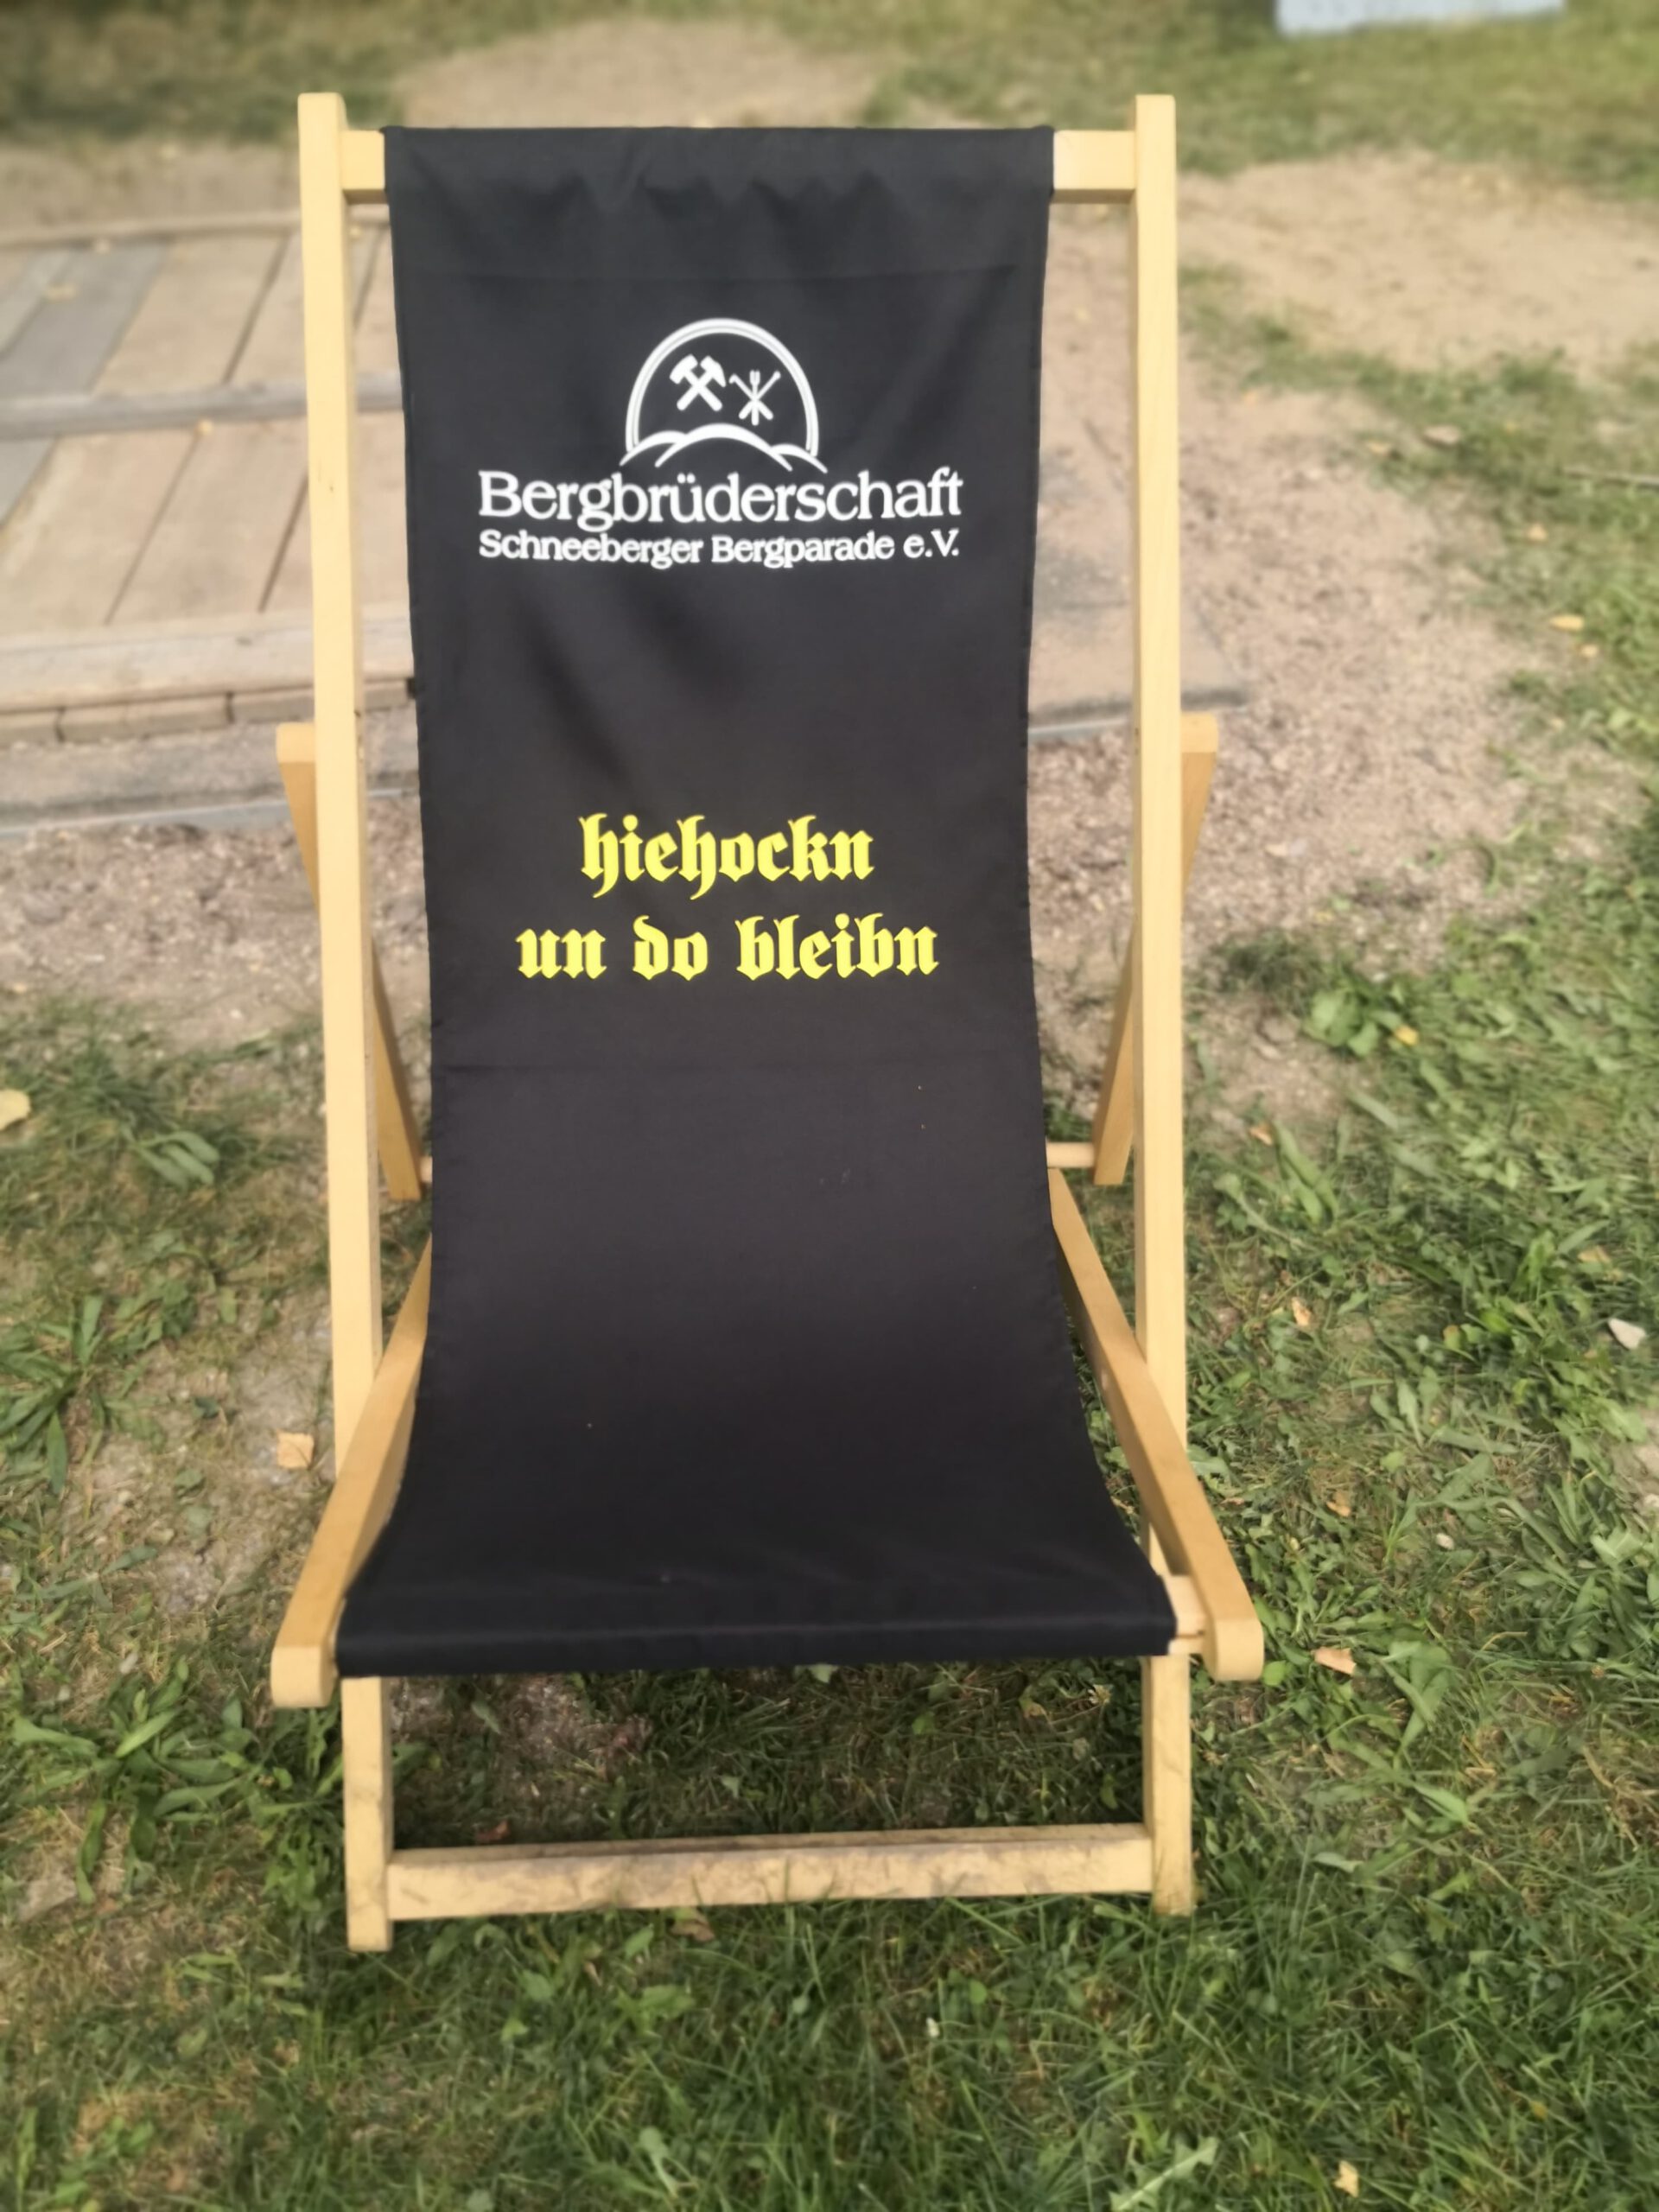 Bergbrüderschaft
Schneeberger Bergparade e.V.
hiehockn
un do bleibn